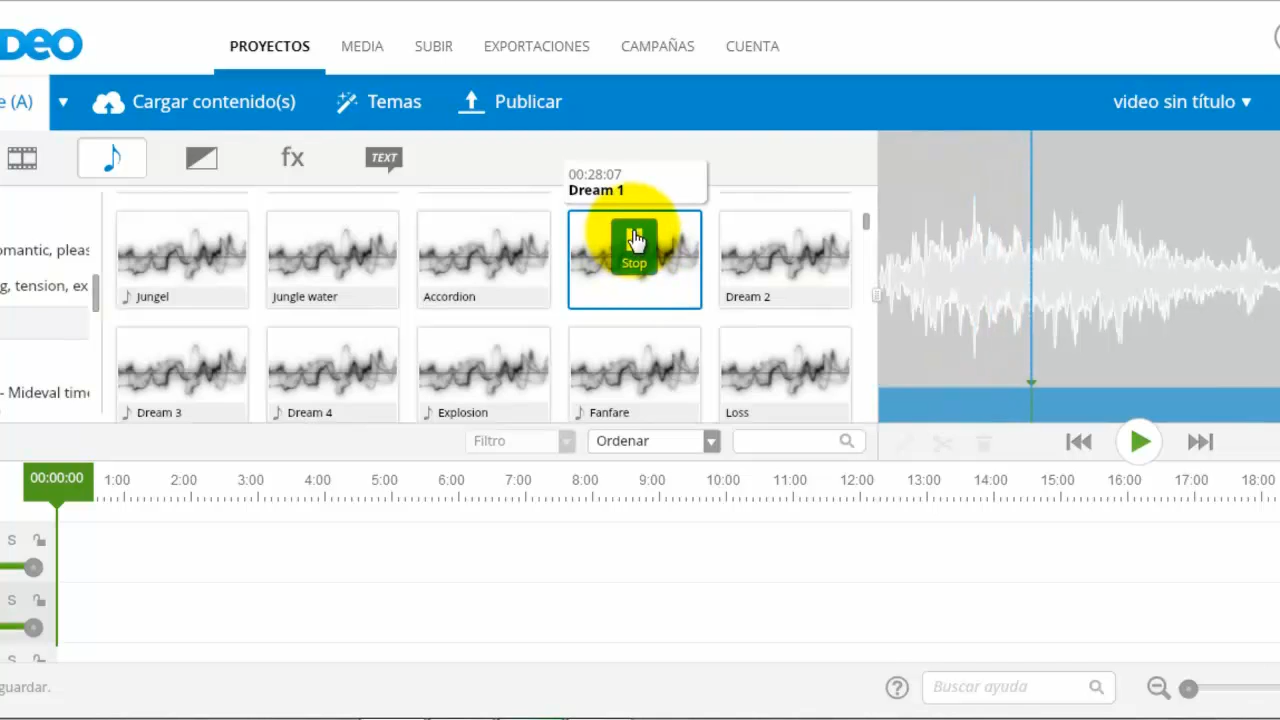 DEO
PROYECTOS MEDIA SUBIR EXPORTACIONES CAMPAÑAS CUENTA
e (A) Cargar contenido(s) Temas Publicar video sin título
fx TEXT
00:28:07
Dream 1
omantic, pleas
g, tension, ex
- Mideval time
Stop
Jungel Jungle water Accordion Dream 2
Dream 3 Dream 4 Explosion Fanfare Loss
Filtro Ordenar
00:00:00 1:00 2:00 3:00 4:00 5:00 6:00 7:00 8:00 9:00 10:00 11:00 12:00 13:00 14:00 15:00 16:00 17:00 18:00
S
S
S
guardar. Buscar ayuda